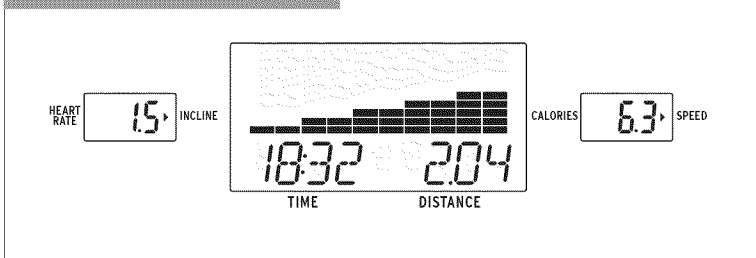 HEART
RATE
1.5 INCLINE
CALORIES
6.3 SPEED
18:32 2.04
TIME DISTANCE